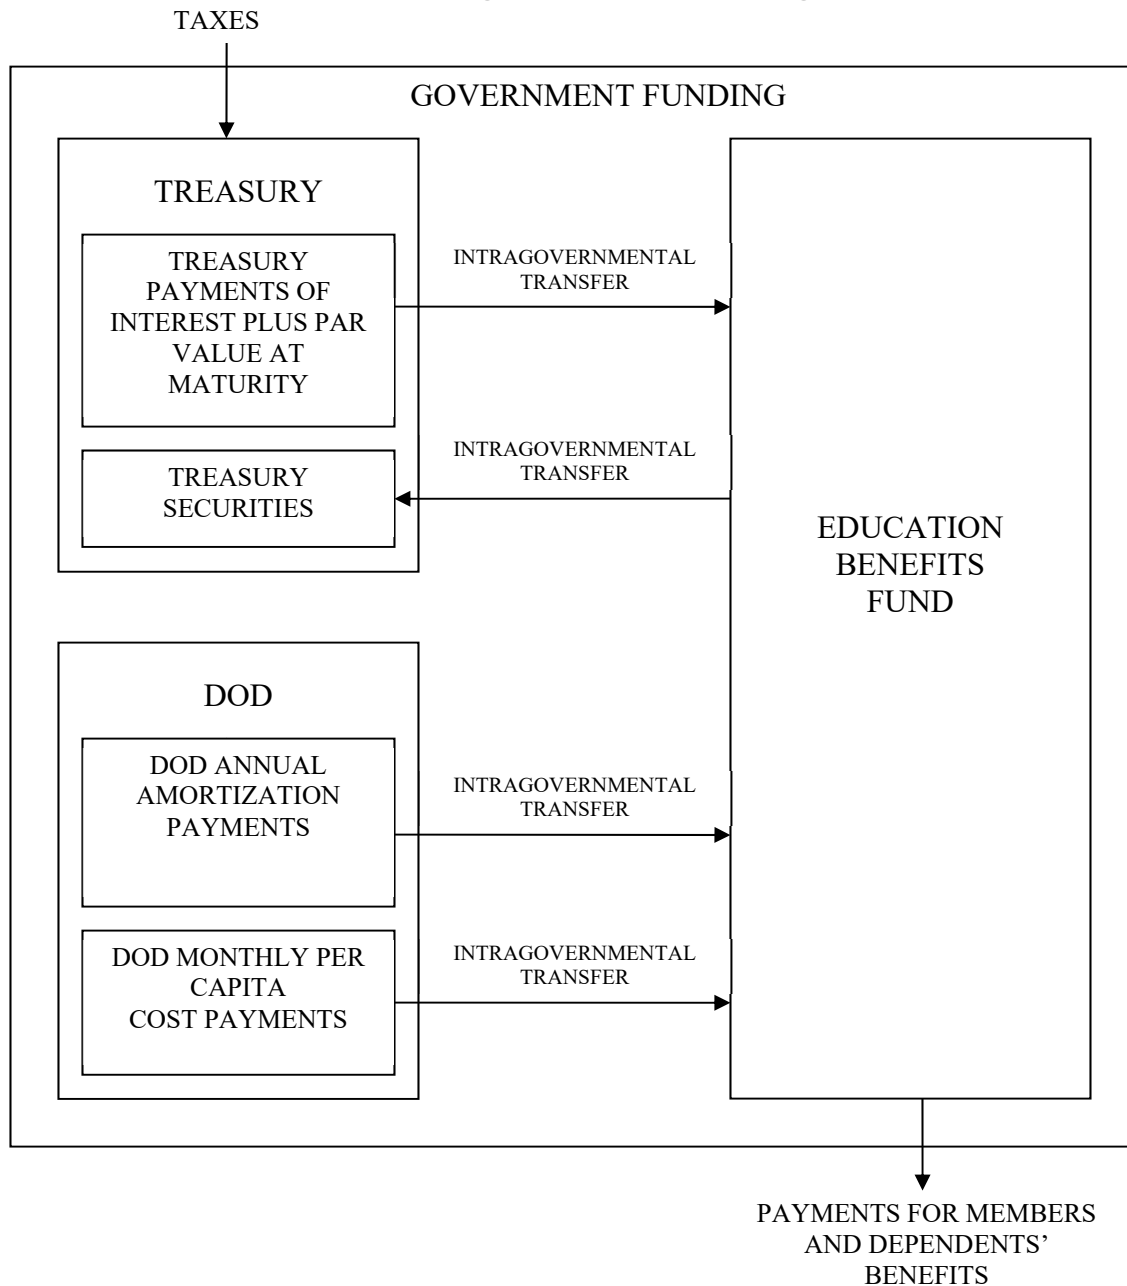 TAXES
GOVERNMENT FUNDING
TREASURY
TREASURY
PAYMENTS OF
INTEREST PLUS PAR
VALUE AT
MATURITY
INTRAGOVERNMENTAL
TRANSFER
TREASURY
SECURITIES
INTRAGOVERNMENTAL
TRANSFER
EDUCATION
BENEFITS
FUND
DOD
DOD ANNUAL
AMORTIZATION
PAYMENTS
INTRAGOVERNMENTAL
TRANSFER
DOD MONTHLY PER
CAPITA
COST PAYMENTS
INTRAGOVERNMENTAL
TRANSFER
PAYMENTS FOR MEMBERS
AND DEPENDENTS’
BENEFITS